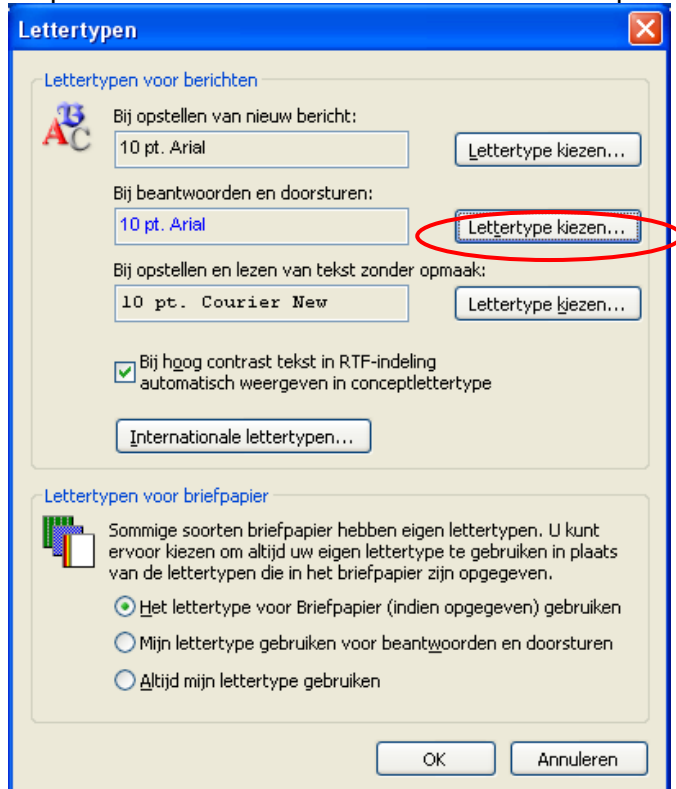 Lettertypen
Lettertypen voor berichten
Bij opstellen van nieuw bericht:
10 pt. Arial
Lettertype kiezen...
Bij beantwoorden en doorsturen:
10 pt. Arial
Lettertype kiezen...
Bij opstellen en lezen van tekst zonder opmaak:
10 pt. Courier New
Lettertype kiezen...
Bij hoog contrast tekst in RTF-indeling
automatisch weergeven in conceptlettertype
Internationale lettertypen...
Lettertypen voor briefpapier
Sommige soorten briefpapier hebben eigen lettertypen. U kunt
ervoor kiezen om altijd uw eigen lettertype te gebruiken in plaats
van de lettertypen die in het briefpapier zijn opgegeven.
Het lettertype voor Briefpapier (indien opgegeven) gebruiken
Mijn lettertype gebruiken voor beantwoorden en doorsturen
Altijd mijn lettertype gebruiken
OK
Annuleren